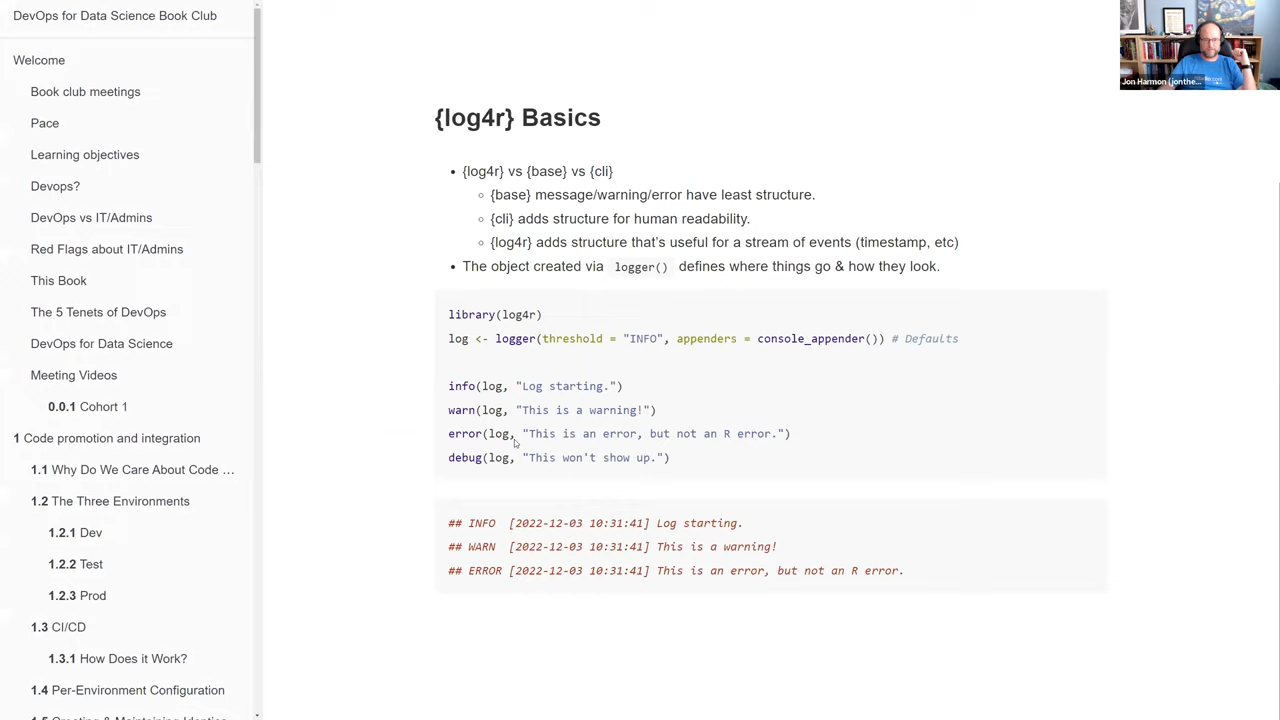 DevOps for Data Science Book Club
Welcome
Book club meetings
Pace
Learning objectives
Devops?
DevOps vs IT/Admins
Red Flags about IT/Admins
This Book
The 5 Tenets of DevOps
DevOps for Data Science
Meeting Videos
0.0.1 Cohort 1
1 Code promotion and integration
1.1 Why Do We Care About Code …
1.2 The Three Environments
1.2.1 Dev
1.2.2 Test
1.2.3 Prod
1.3 CI/CD
1.3.1 How Does it Work?
1.4 Per-Environment Configuration
{log4r} Basics
• {log4r} vs {base} vs {cli}
◦ {base} message/warning/error have least structure.
◦ {cli} adds structure for human readability.
◦ {log4r} adds structure that's useful for a stream of events (timestamp, etc)
• The object created via logger() defines where things go & how they look.
library(log4r)
log <- logger(threshold = "INFO", appenders = console_appender()) # Defaults
info(log, "Log starting.")
warn(log, "This is a warning!")
error(log, "This is an error, but not an R error.")
debug(log, "This won't show up.")
## INFO  [2022-12-03 10:31:41] Log starting.
## WARN  [2022-12-03 10:31:41] This is a warning!
## ERROR [2022-12-03 10:31:41] This is an error, but not an R error.
Jon Harmon (jonthe...